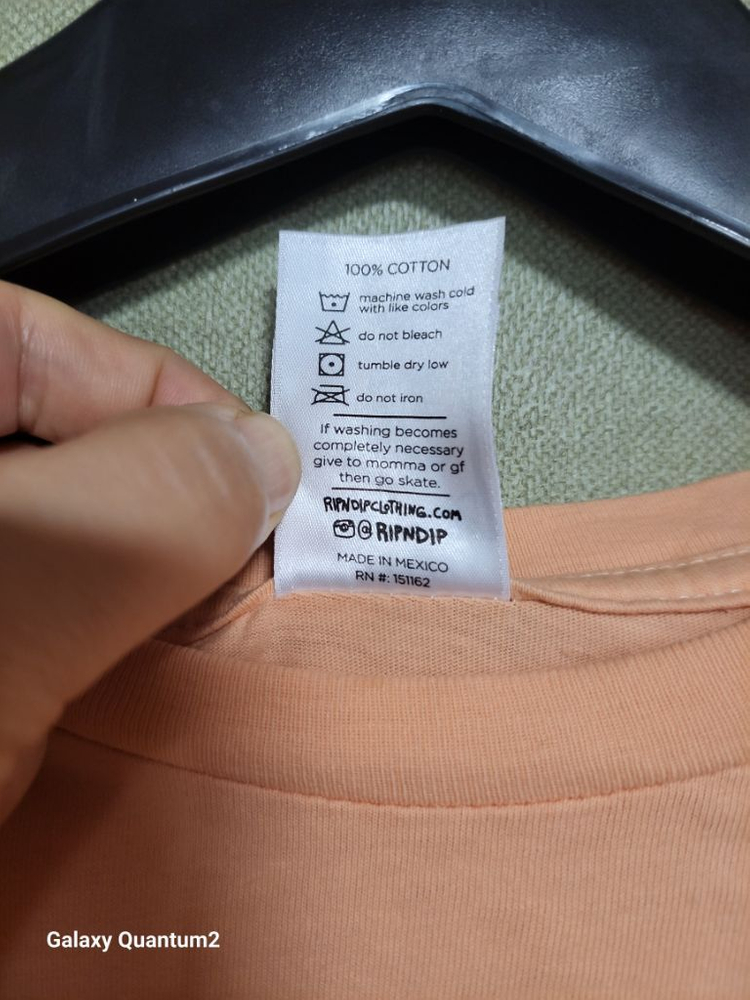 100% COTTON
machine wash cold
with like colors
do not bleach
tumble dry low
do not iron
If washing becomes
completely necessary
give to momma or gf
then go skate.
RIPNDIPCLOTHING.COM
@RIPNDIP
MADE IN MEXICO
RN #: 151162
Galaxy Quantum2